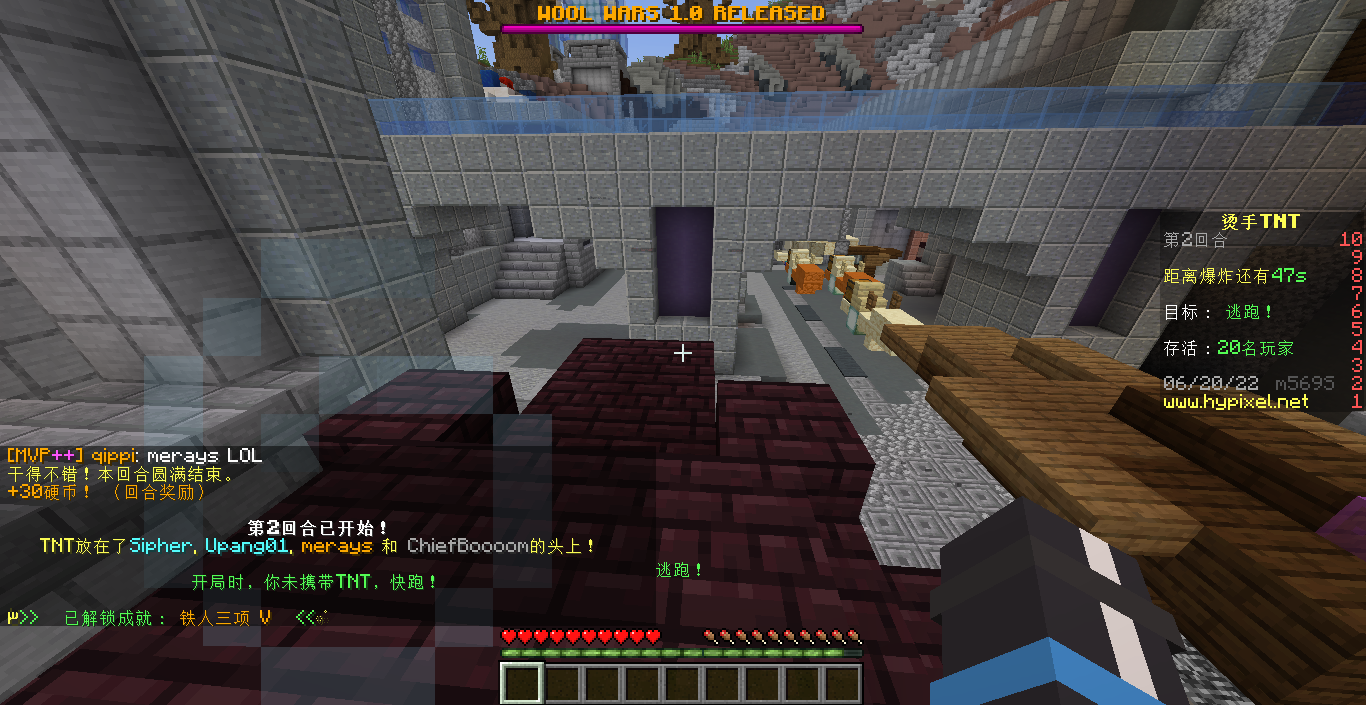 WOOL WARS 1.0 RELEASED
烫手TNT
第2回合 10
9
距离爆炸还有47s 8
7
目标： 逃跑！ 6
5
存活：20名玩家 4
3
06/20/22 m569S 2
www.hypixel.net 1
[MVP++] qippi: merays LOL
干得不错！本回合圆满结束。
+30硬币！ （回合奖励）
第2回合已开始！
TNT放在了Sipher, Upang01, merays 和 ChiefBoooom的头上！
开局时，你未携带TNT，快跑！
逃跑！
>> 已解锁成就： 铁人三项 V <<